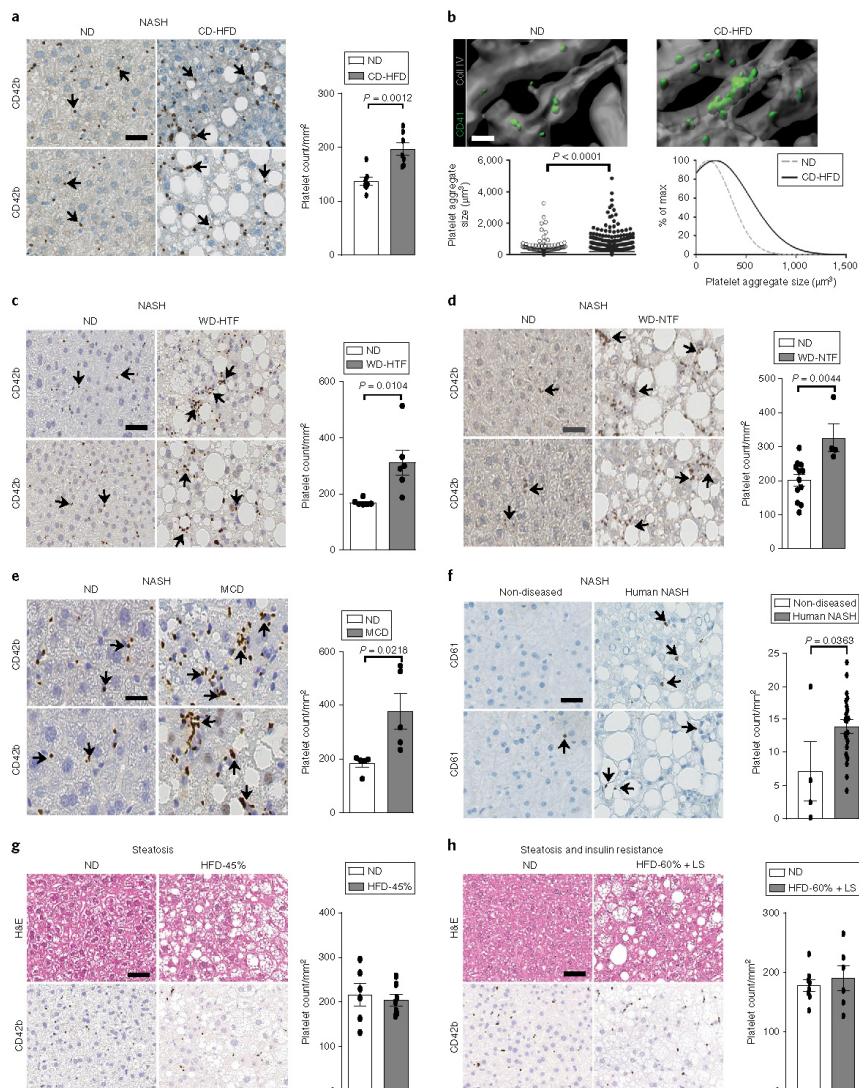 a
NASH
ND CD-HFD
CD42b
CD42b
ND
CD-HFD
P = 0.0012
Platelet count/mm²
300
200
100
0
b
ND CD-HFD
CD41 Coll IV
P < 0.0001
Platelet aggregate
size (µm³)
6,000
4,000
2,000
0
ND
CD-HFD
% of max
100
80
60
40
20
0
0 500 1,000 1,500
Platelet aggregate size (µm³)
c
NASH
ND WD-HTF
CD42b
CD42b
ND
WD-HTF
P = 0.0104
Platelet count/mm²
600
400
200
0
d
NASH
ND WD-NTF
CD42b
CD42b
ND
WD-NTF
P = 0.0044
Platelet count/mm²
500
400
300
200
100
0
e
NASH
ND MCD
CD42b
CD42b
ND
MCD
P = 0.0218
Platelet count/mm²
600
400
200
0
f
NASH
Non-diseased Human NASH
CD61
CD61
Non-diseased
Human NASH
P = 0.0363
Platelet count/mm²
25
20
15
10
5
0
g
Steatosis
ND HFD-45%
H&E
CD42b
ND
HFD-45%
Platelet count/mm²
400
300
200
100
h
Steatosis and insulin resistance
ND HFD-60% + LS
H&E
CD42b
ND
HFD-60% + LS
Platelet count/mm²
300
200
100